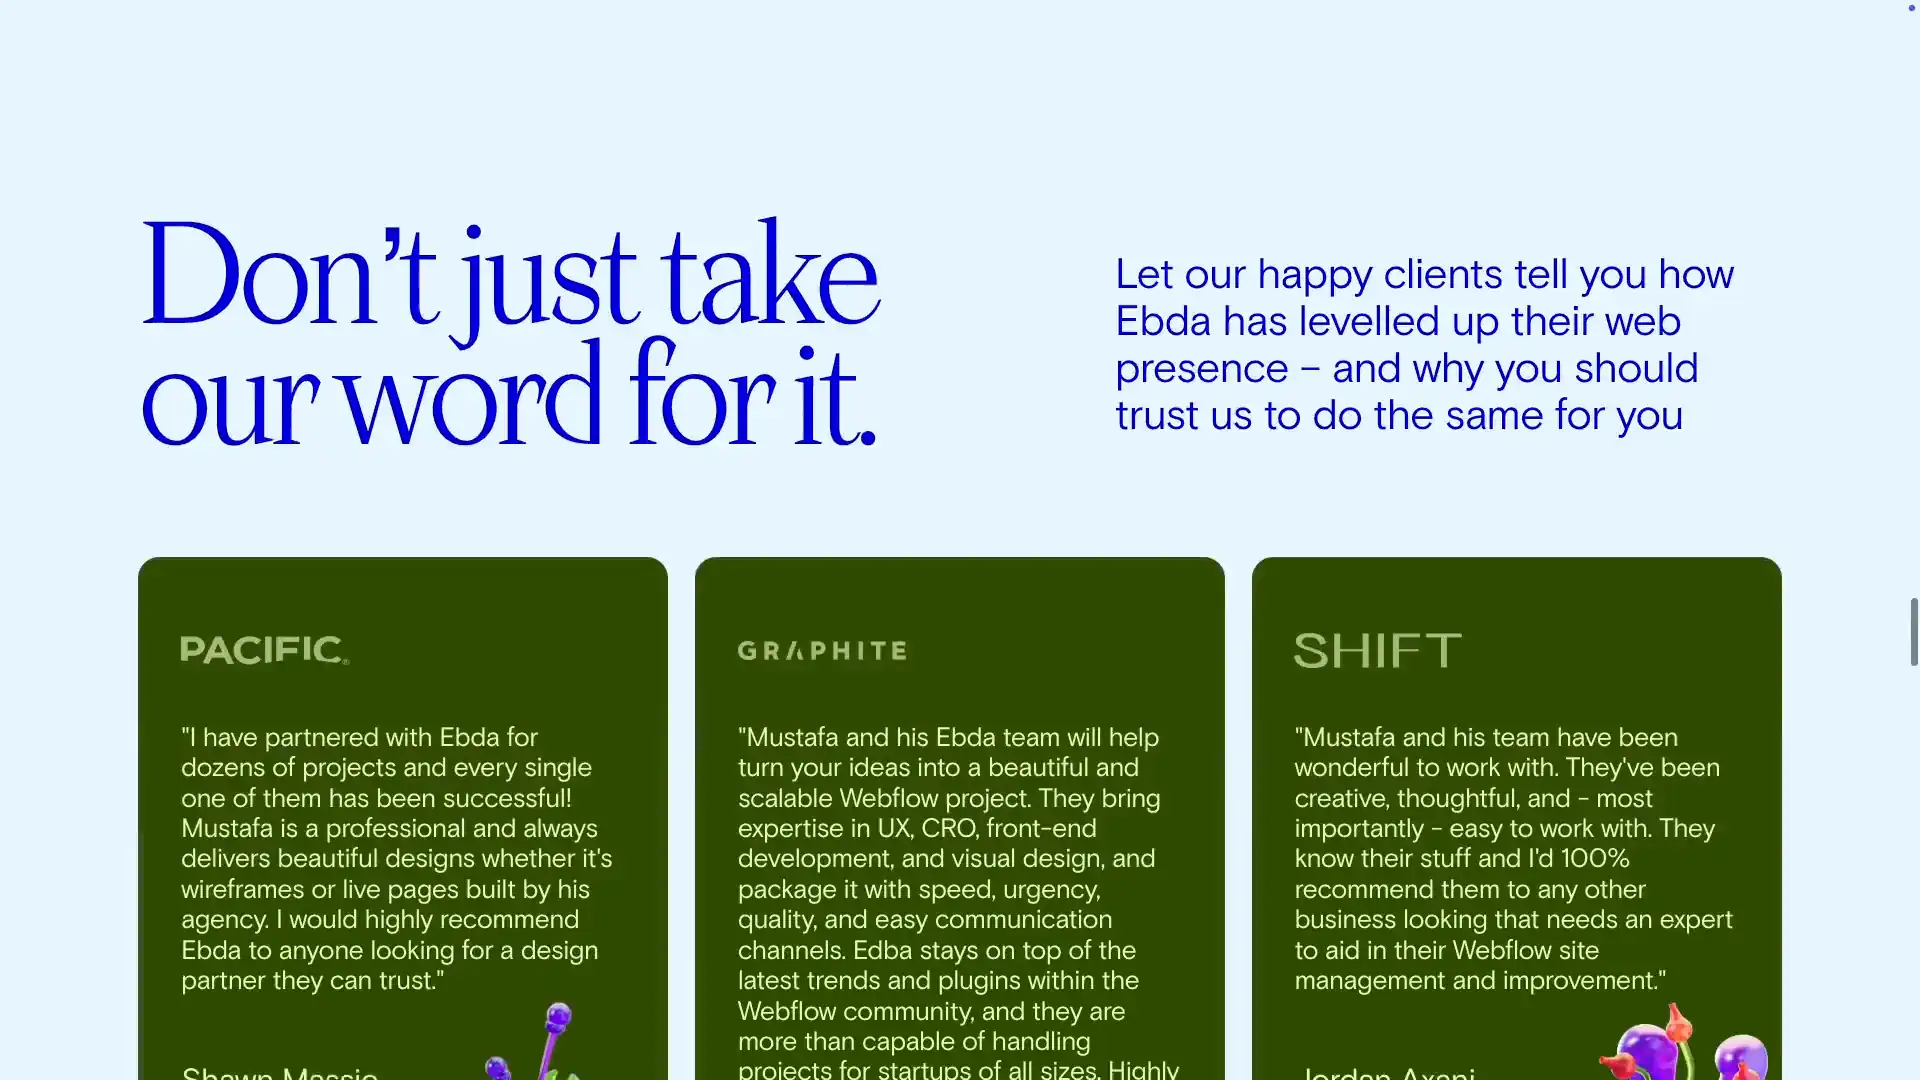 Don't just take
our word for it.
Let our happy clients tell you how
Ebda has levelled up their web
presence – and why you should
trust us to do the same for you
PACIFIC®
"I have partnered with Ebda for
dozens of projects and every single
one of them has been successful!
Mustafa is a professional and always
delivers beautiful designs whether it's
wireframes or live pages built by his
agency. I would highly recommend
Ebda to anyone looking for a design
partner they can trust."
Shawn Massie
GRAPHITE
"Mustafa and his Ebda team will help
turn your ideas into a beautiful and
scalable Webflow project. They bring
expertise in UX, CRO, front-end
development, and visual design, and
package it with speed, urgency,
quality, and easy communication
channels. Edba stays on top of the
latest trends and plugins within the
Webflow community, and they are
more than capable of handling
projects for startups of all sizes. Highly
SHIFT
"Mustafa and his team have been
wonderful to work with. They've been
creative, thoughtful, and – most
importantly – easy to work with. They
know their stuff and I'd 100%
recommend them to any other
business looking that needs an expert
to aid in their Webflow site
management and improvement."
Jordan Axani